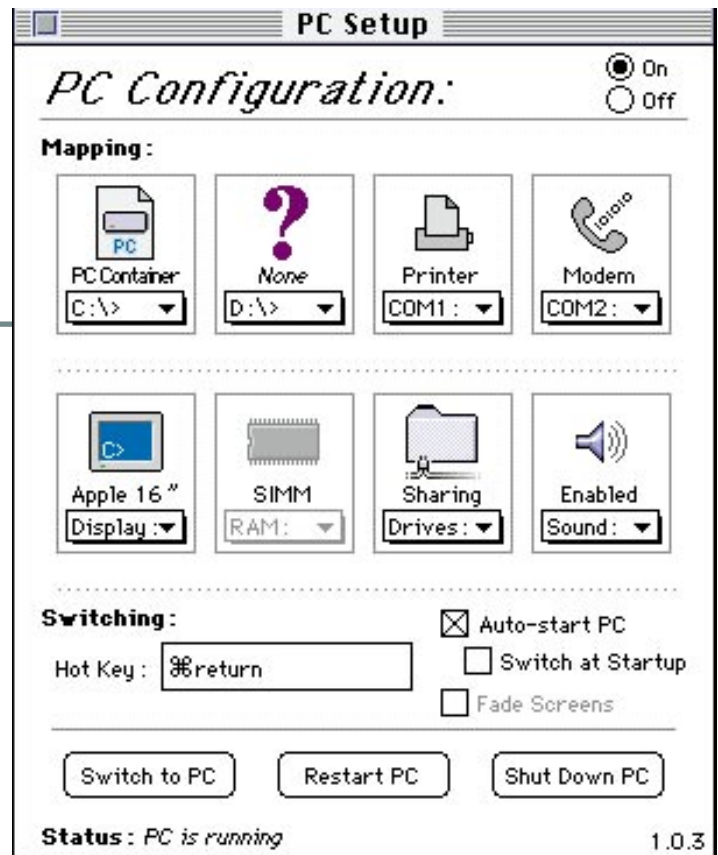 PC Setup
PC Configuration:
On
Off
Mapping:
PC
PC Container
None
Printer
Modem
C:\>
D:\>
COM1:
COM2:
C>
Apple 16"
SIMM
Sharing
Enabled
Display:
RAM:
Drives:
Sound:
Switching:
Auto-start PC
Hot Key: ⌘return
Switch at Startup
Fade Screens
Switch to PC
Restart PC
Shut Down PC
Status: PC is running
1.0.3